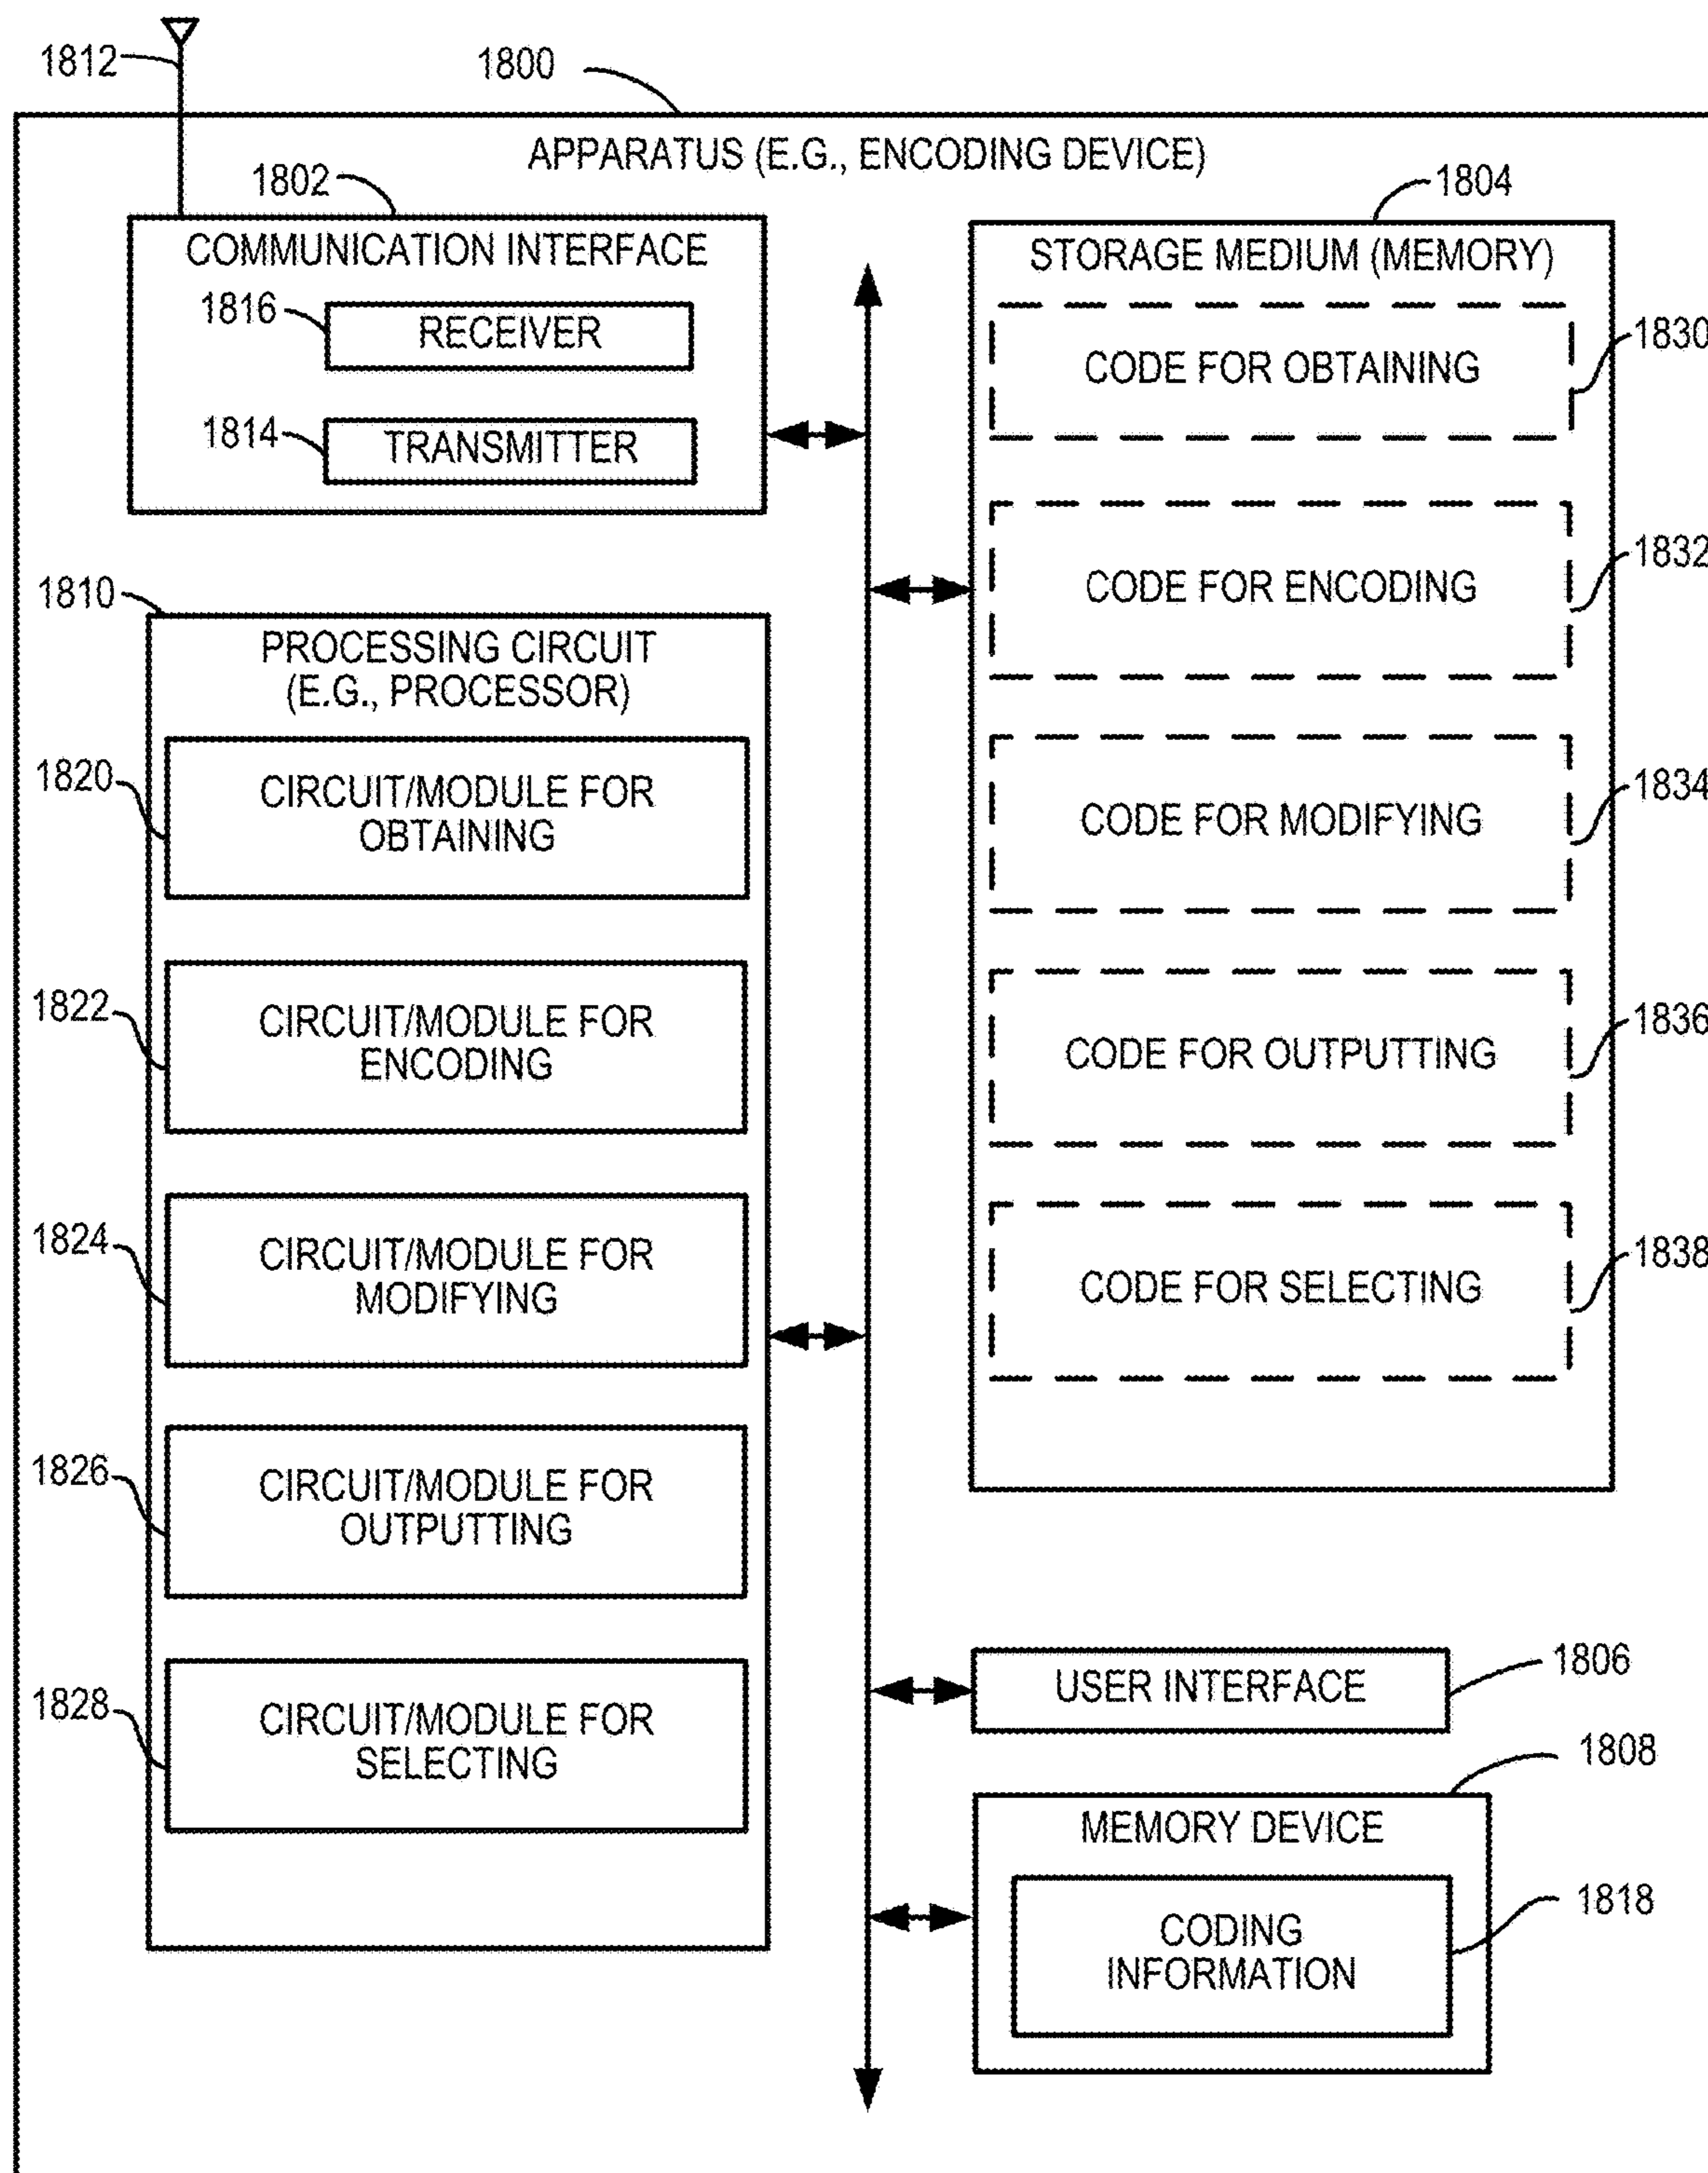 1812
1800
APPARATUS (E.G., ENCODING DEVICE)
1802
COMMUNICATION INTERFACE
1816
RECEIVER
1814
TRANSMITTER
1804
STORAGE MEDIUM (MEMORY)
CODE FOR OBTAINING
1830
CODE FOR ENCODING
1832
CODE FOR MODIFYING
1834
CODE FOR OUTPUTTING
1836
CODE FOR SELECTING
1838
1810
PROCESSING CIRCUIT
(E.G., PROCESSOR)
1820
CIRCUIT/MODULE FOR
OBTAINING
1822
CIRCUIT/MODULE FOR
ENCODING
1824
CIRCUIT/MODULE FOR
MODIFYING
1826
CIRCUIT/MODULE FOR
OUTPUTTING
1828
CIRCUIT/MODULE FOR
SELECTING
USER INTERFACE
1806
1808
MEMORY DEVICE
CODING
INFORMATION
1818